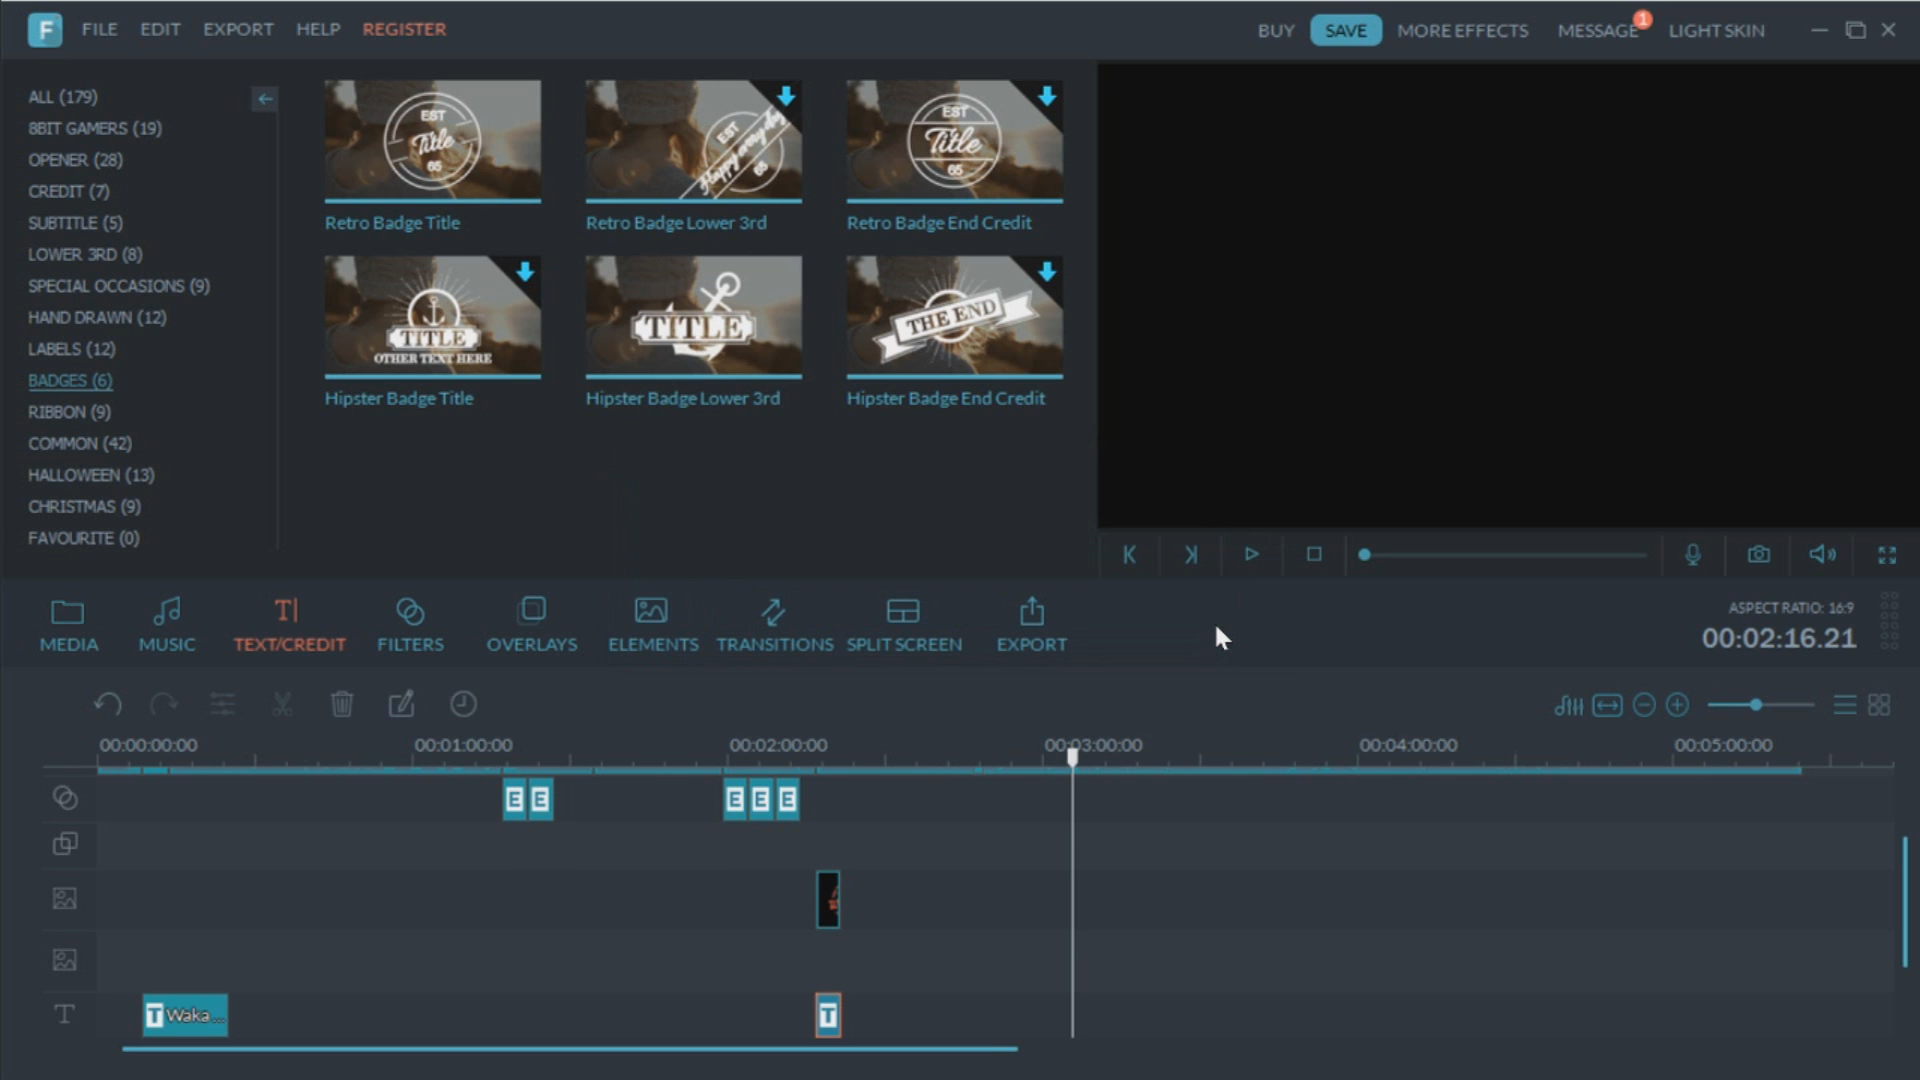 F FILE EDIT EXPORT HELP REGISTER BUY SAVE MORE EFFECTS MESSAGE 1 LIGHT SKIN
ALL (179)
8BIT GAMERS (19)
OPENER (28)
CREDIT (7)
SUBTITLE (5)
LOWER 3RD (8)
SPECIAL OCCASIONS (9)
HAND DRAWN (12)
LABELS (12)
BADGES (6)
RIBBON (9)
COMMON (42)
HALLOWEEN (13)
CHRISTMAS (9)
FAVOURITE (0)
EST
Title
65
Retro Badge Title
EST
Happy every day
65
Retro Badge Lower 3rd
EST
Title
65
Retro Badge End Credit
TITLE
OTHER TEXT HERE
Hipster Badge Title
TITLE
Hipster Badge Lower 3rd
THE END
Hipster Badge End Credit
MEDIA MUSIC TEXT/CREDIT FILTERS OVERLAYS ELEMENTS TRANSITIONS SPLIT SCREEN EXPORT
ASPECT RATIO: 16:9
00:02:16.21
00:00:00:00 00:01:00:00 00:02:00:00 00:03:00:00 00:04:00:00 00:05:00:00
E E E E E
T Waka... T